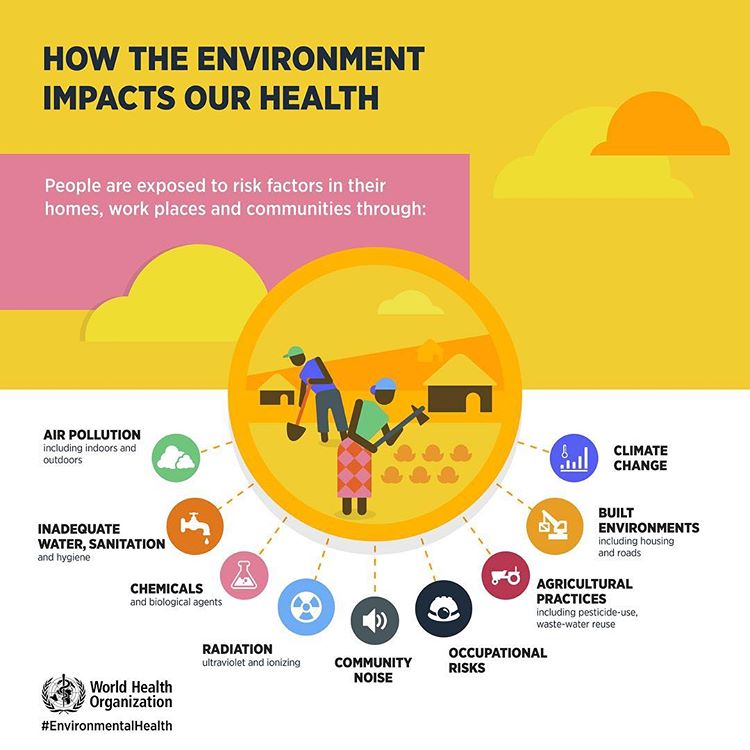 HOW THE ENVIRONMENT
IMPACTS OUR HEALTH
People are exposed to risk factors in their
homes, work places and communities through:
AIR POLLUTION
including indoors and
outdoors
INADEQUATE
WATER, SANITATION
and hygiene
CHEMICALS
and biological agents
RADIATION
ultraviolet and ionizing
COMMUNITY
NOISE
OCCUPATIONAL
RISKS
AGRICULTURAL
PRACTICES
including pesticide-use,
waste-water reuse
BUILT
ENVIRONMENTS
including housing
and roads
CLIMATE
CHANGE
World Health
Organization
#EnvironmentalHealth